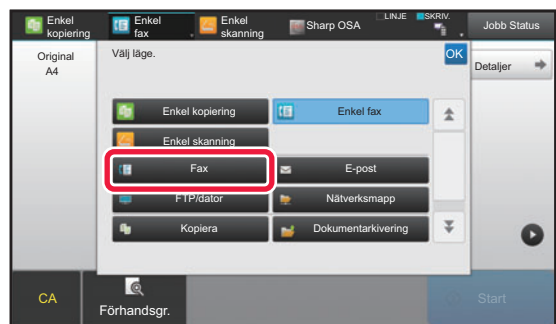 Enkel kopiering
Enkel fax
Enkel skanning
Sharp OSA
LINJE
SKRIV.
Jobb Status
Original
A4
Välj läge.
OK
Detaljer
Enkel kopiering
Enkel fax
Enkel skanning
Fax
E-post
FTP/dator
Nätverksmapp
Kopiera
Dokumentarkivering
CA
Förhandsgr.
Start